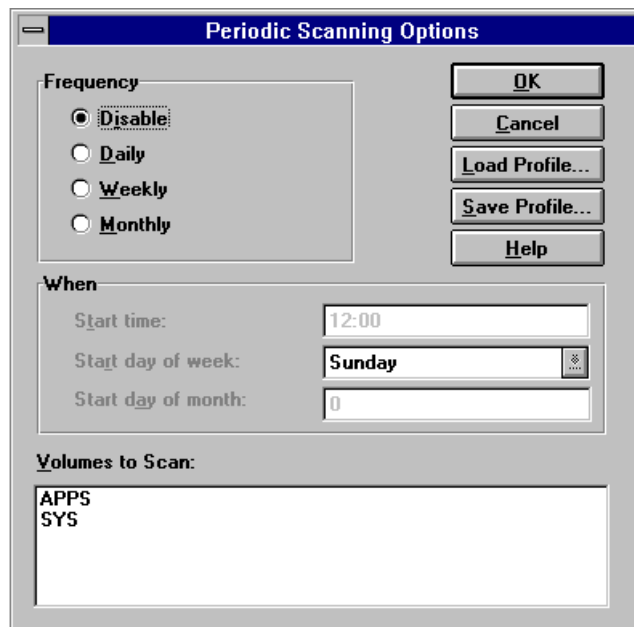 Periodic Scanning Options
Frequency
Disable
Daily
Weekly
Monthly
OK
Cancel
Load Profile...
Save Profile...
Help
When
Start time: 12:00
Start day of week: Sunday
Start day of month: 0
Volumes to Scan:
APPS
SYS